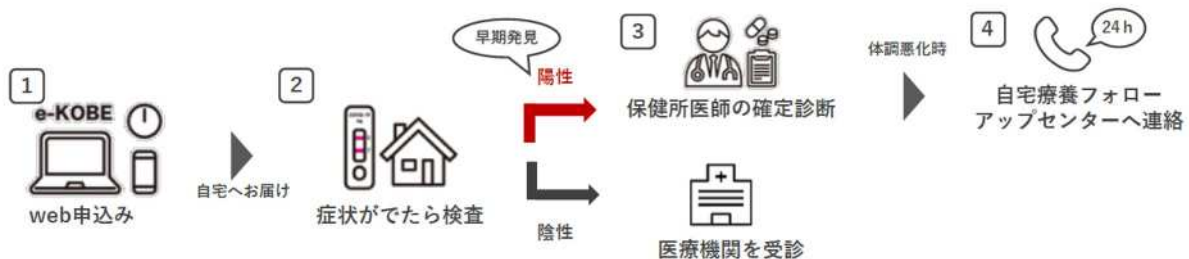 1
e-KOBE
web申込み
自宅へお届け
2
症状がでたら検査
早期発見
陽性
陰性
3
保健所医師の確定診断
医療機関を受診
体調悪化時
4
24h
自宅療養フォロー
アップセンターへ連絡